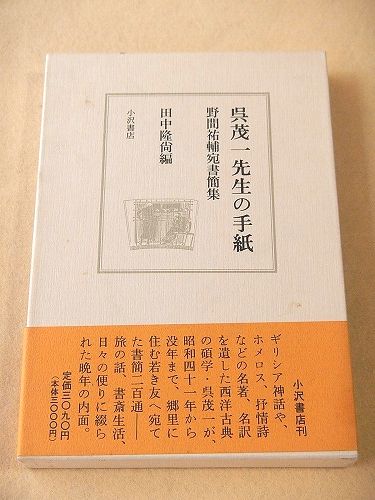 呉茂一先生の手紙
野間祐輔宛書簡集
田中隆尚編
小沢書店
小沢書店刊
ギリシア神話や、
ホメロス、抒情詩
などの名著、名訳
を遺した西洋古典
の碩学・呉茂一が、
昭和四十一年から
没年まで、郷里に
住む若き友へ宛て
た書簡二百通――
旅の話、書斎生活、
日々の便りに綴ら
れた晩年の内面。
定価三〇九〇円
(本体三〇〇〇円)